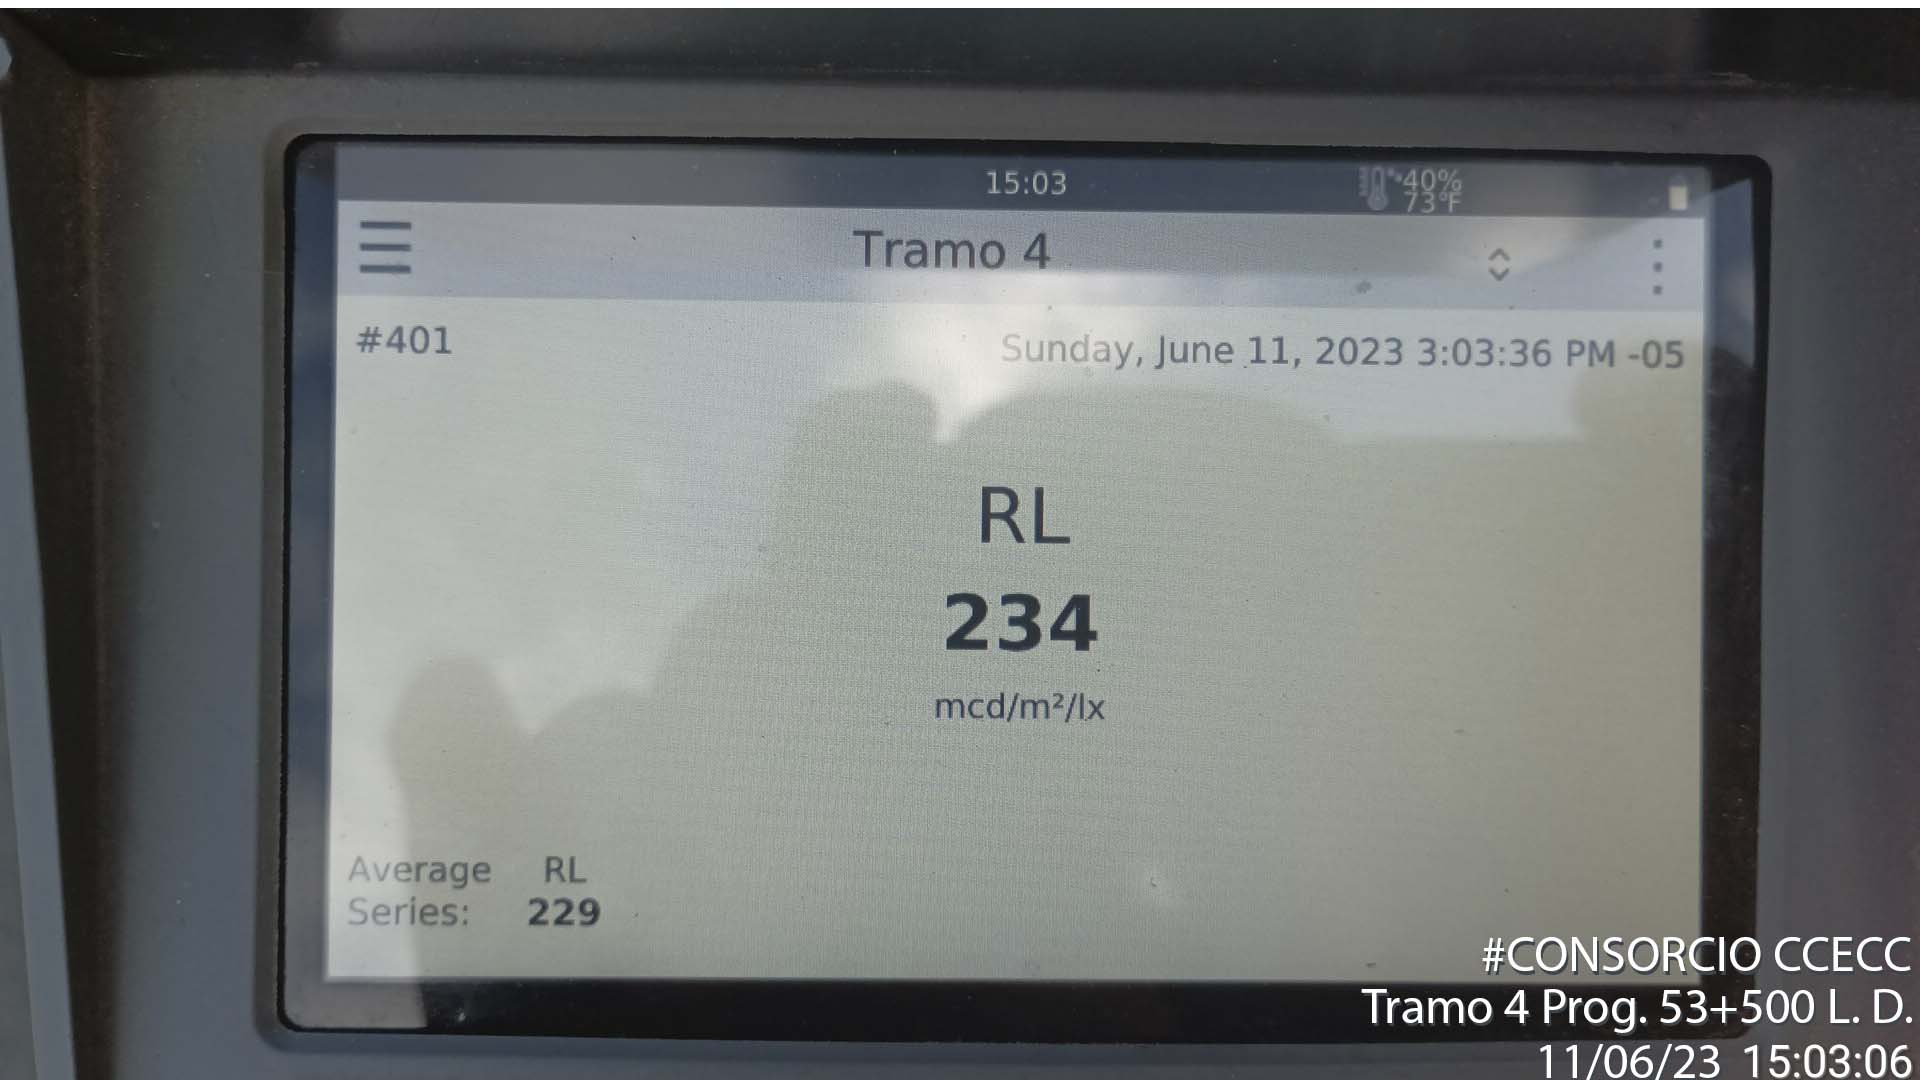 15:03
40%
73°F
Tramo 4
#401
Sunday, June 11, 2023 3:03:36 PM -05
RL
234
mcd/m²/lx
Average RL
Series: 229
#CONSORCIO CCECC
Tramo 4 Prog. 53+500 L. D.
11/06/23 15:03:06